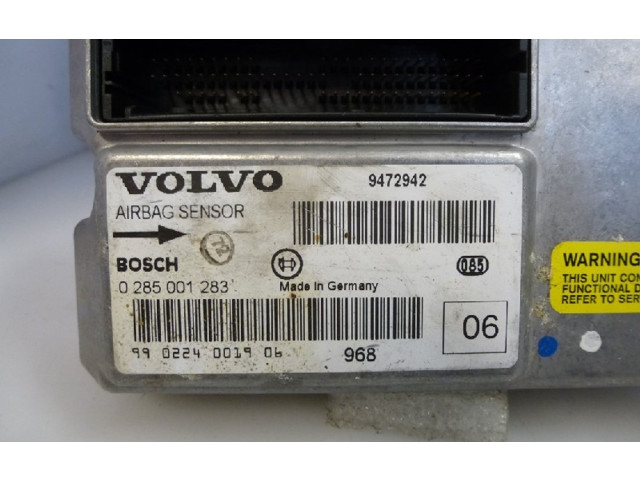 VOLVO
9472942
AIRBAG SENSOR
BOSCH
085
0 285 001 283
Made in Germany
06
99 0224 0019 06
968
WARNING
THIS UNIT CON
FUNCTIONAL D
REFER TO SER